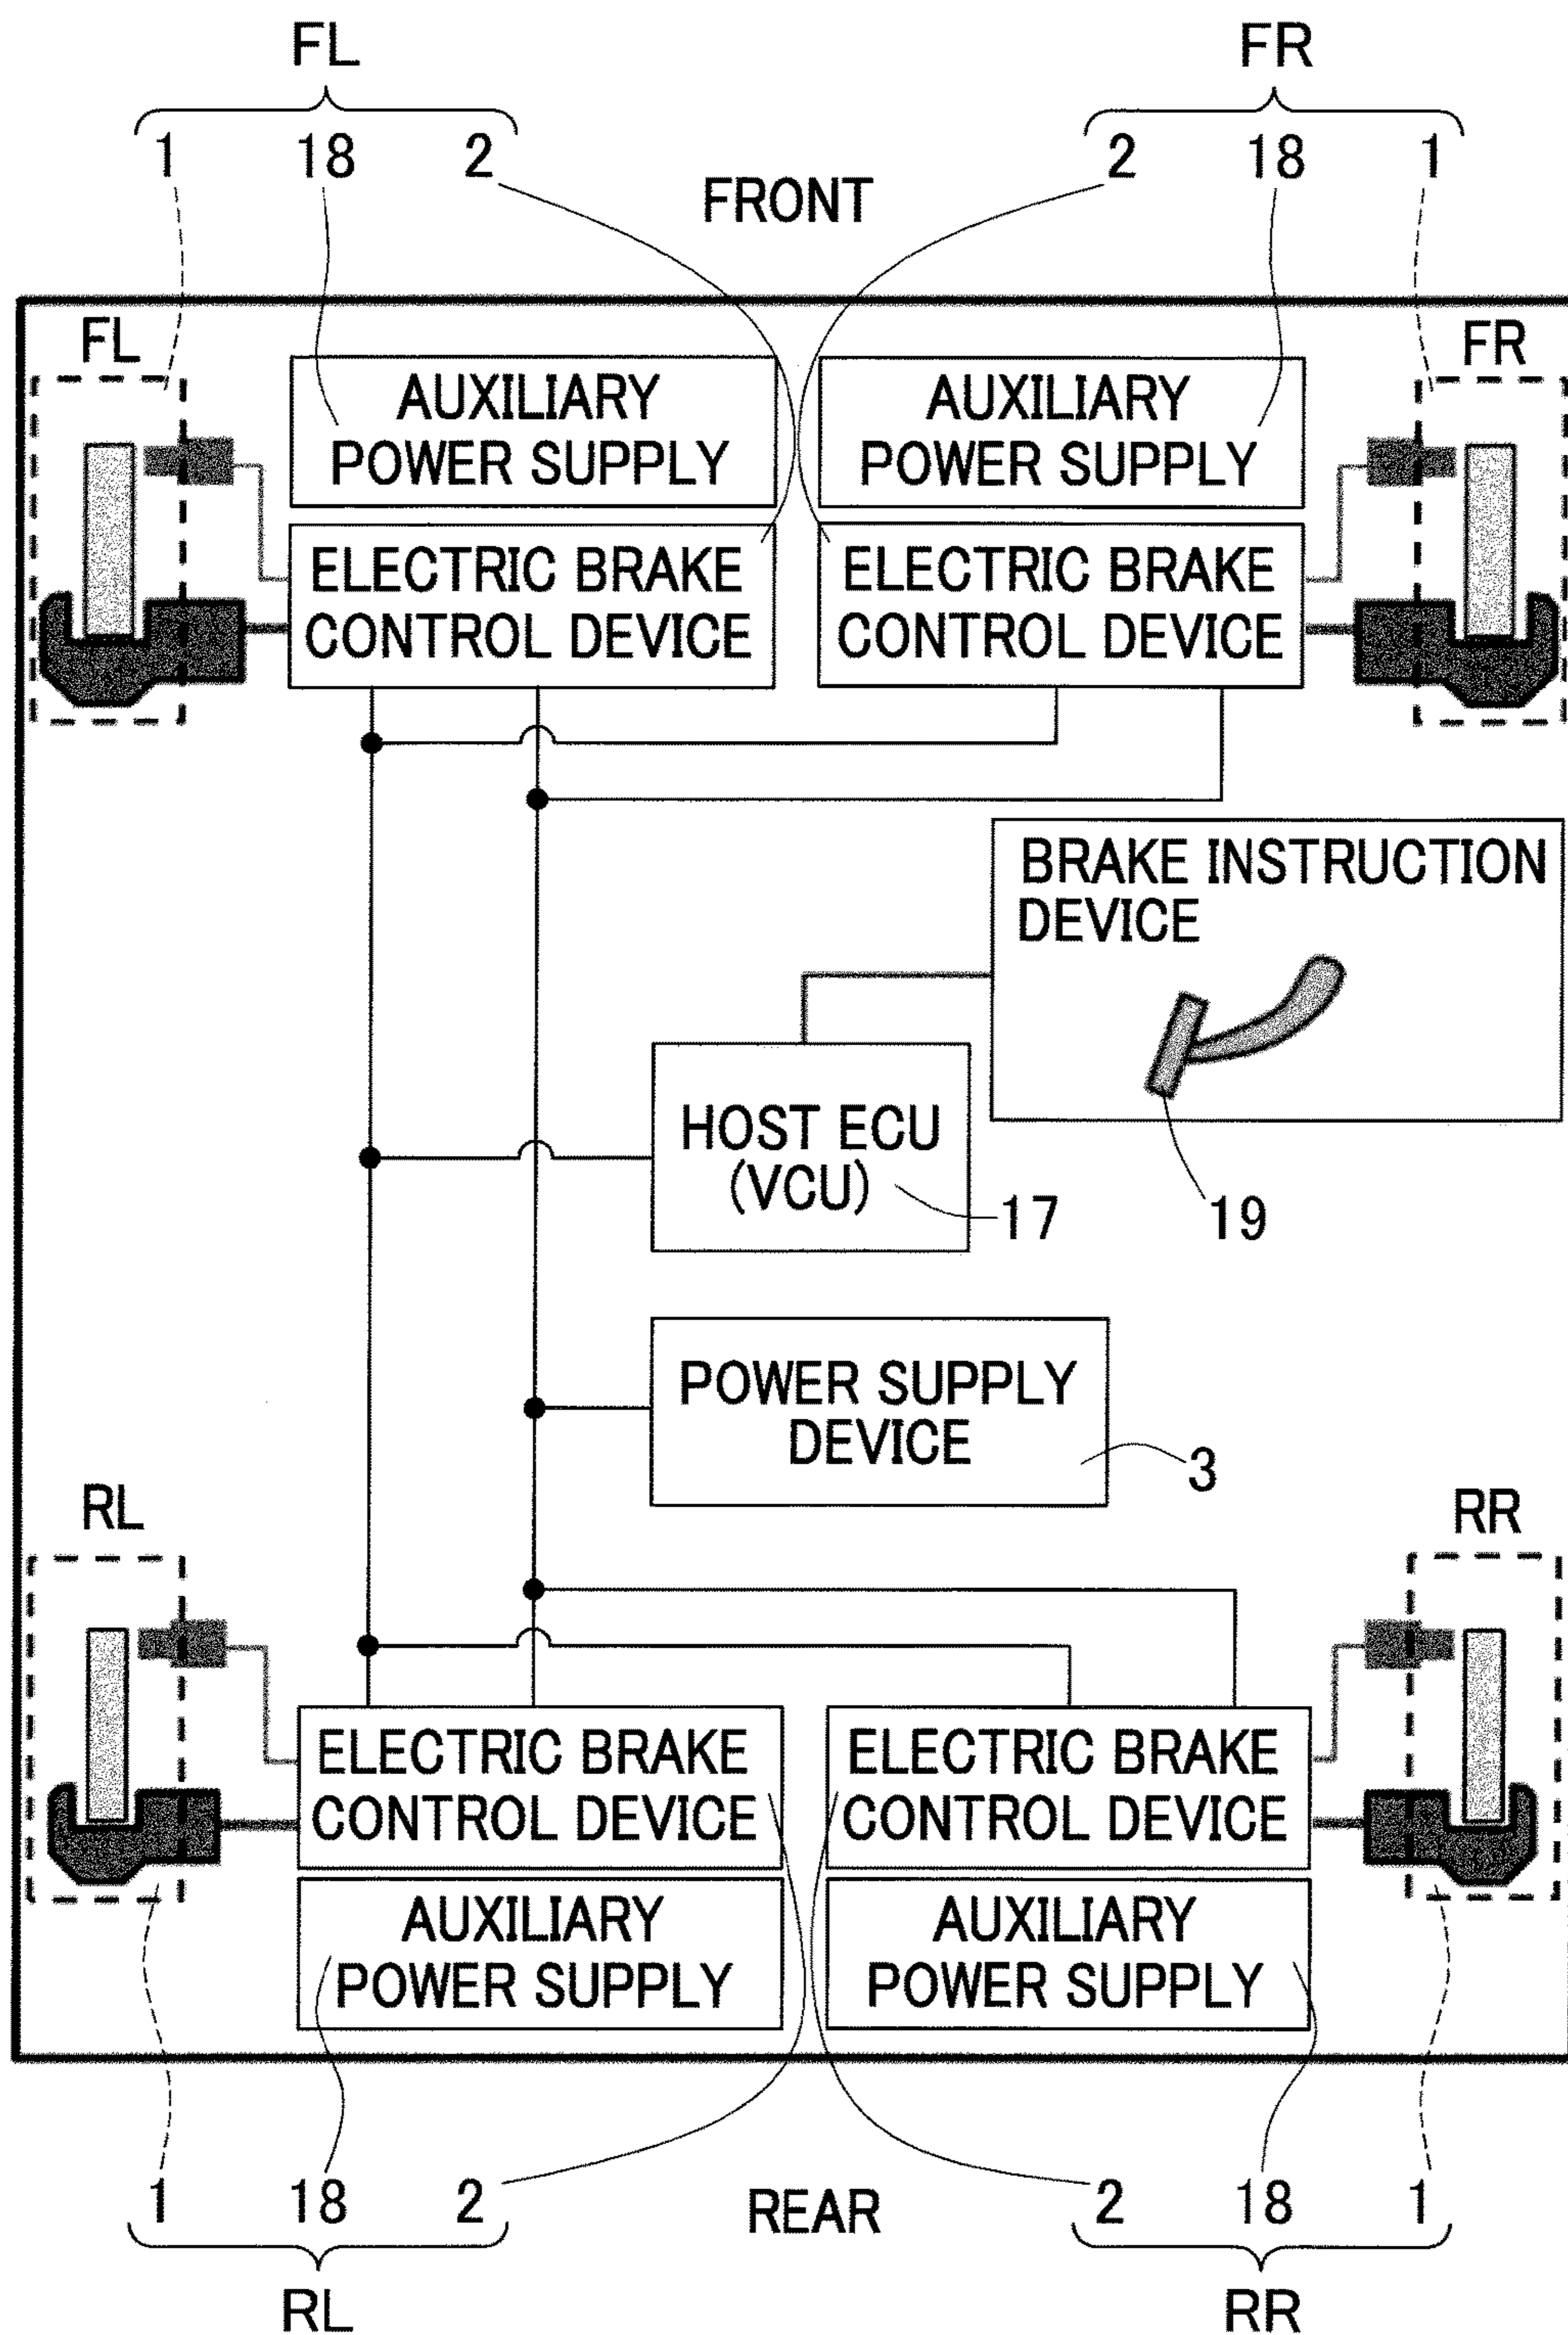 FL
FR
1 18 2
2 18 1
FRONT
FL
FR
AUXILIARY
POWER SUPPLY
AUXILIARY
POWER SUPPLY
ELECTRIC BRAKE
CONTROL DEVICE
ELECTRIC BRAKE
CONTROL DEVICE
BRAKE INSTRUCTION
DEVICE
HOST ECU
(VCU)
17
19
POWER SUPPLY
DEVICE
3
RL
RR
ELECTRIC BRAKE
CONTROL DEVICE
ELECTRIC BRAKE
CONTROL DEVICE
AUXILIARY
POWER SUPPLY
AUXILIARY
POWER SUPPLY
1 18 2
REAR
2 18 1
RL
RR